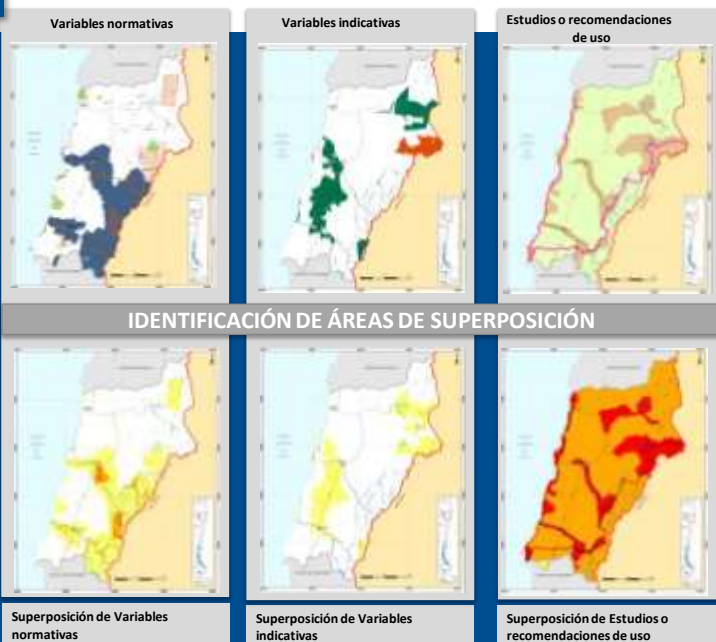 Variables normativas
Variables indicativas
Estudios o recomendaciones
de uso
IDENTIFICACIÓN DE ÁREAS DE SUPERPOSICIÓN
Superposición de Variables
normativas
Superposición de Variables
indicativas
Superposición de Estudios o
recomendaciones de uso